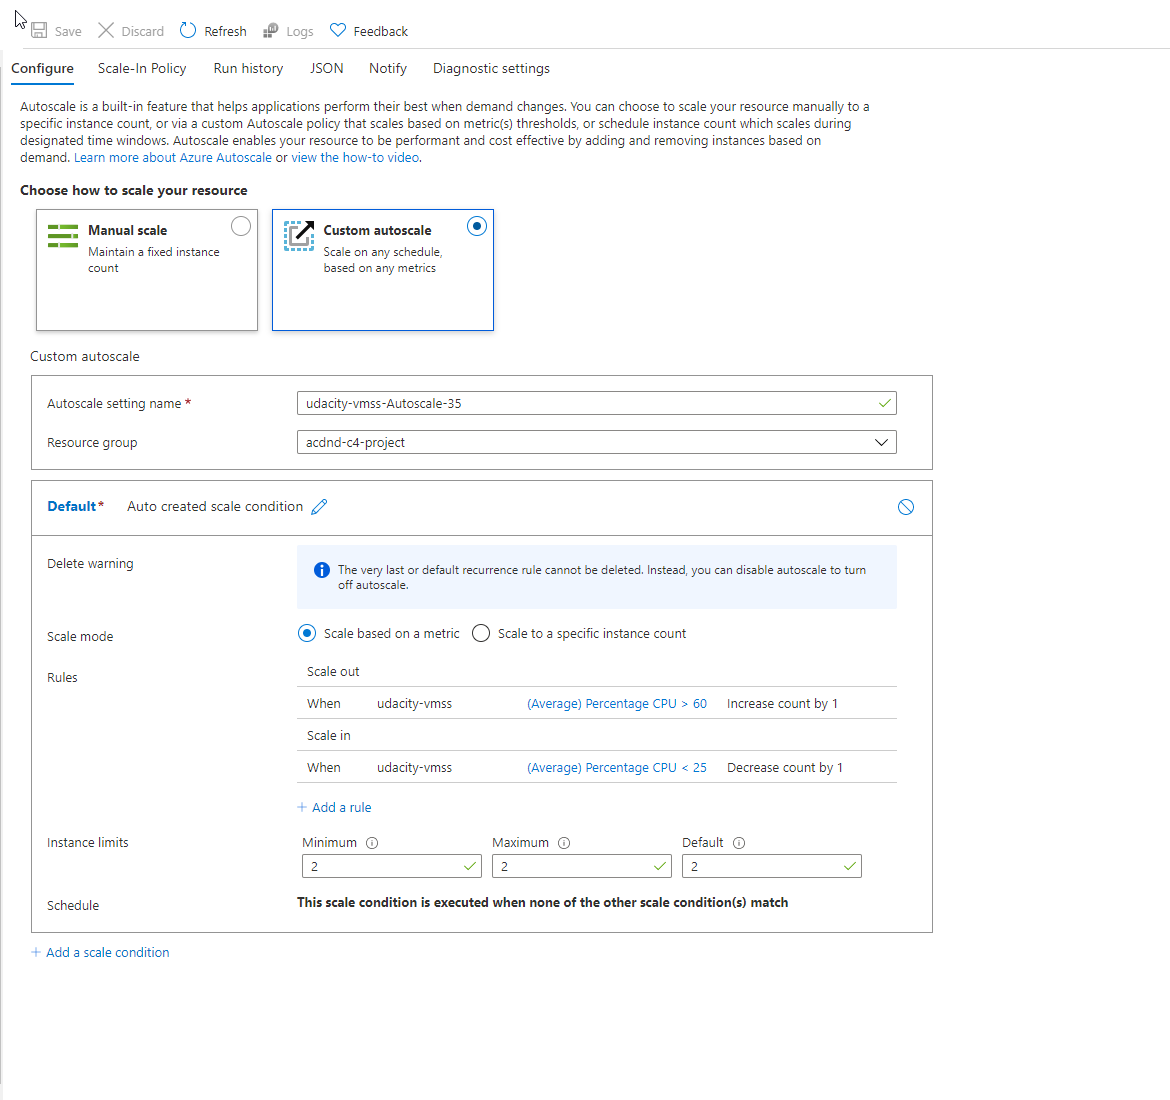 Save Discard Refresh Logs Feedback
Configure Scale-In Policy Run history JSON Notify Diagnostic settings
Autoscale is a built-in feature that helps applications perform their best when demand changes. You can choose to scale your resource manually to a
specific instance count, or via a custom Autoscale policy that scales based on metric(s) thresholds, or schedule instance count which scales during
designated time windows. Autoscale enables your resource to be performant and cost effective by adding and removing instances based on
demand. Learn more about Azure Autoscale or view the how-to video.
Choose how to scale your resource
Manual scale
Maintain a fixed instance
count
Custom autoscale
Scale on any schedule,
based on any metrics
Custom autoscale
Autoscale setting name * udacity-vmss-Autoscale-35
Resource group acdnd-c4-project
Default* Auto created scale condition
Delete warning
The very last or default recurrence rule cannot be deleted. Instead, you can disable autoscale to turn
off autoscale.
Scale mode Scale based on a metric Scale to a specific instance count
Rules
Scale out
When udacity-vmss (Average) Percentage CPU > 60 Increase count by 1
Scale in
When udacity-vmss (Average) Percentage CPU < 25 Decrease count by 1
+ Add a rule
Instance limits Minimum Maximum Default
2 2 2
Schedule This scale condition is executed when none of the other scale condition(s) match
+ Add a scale condition